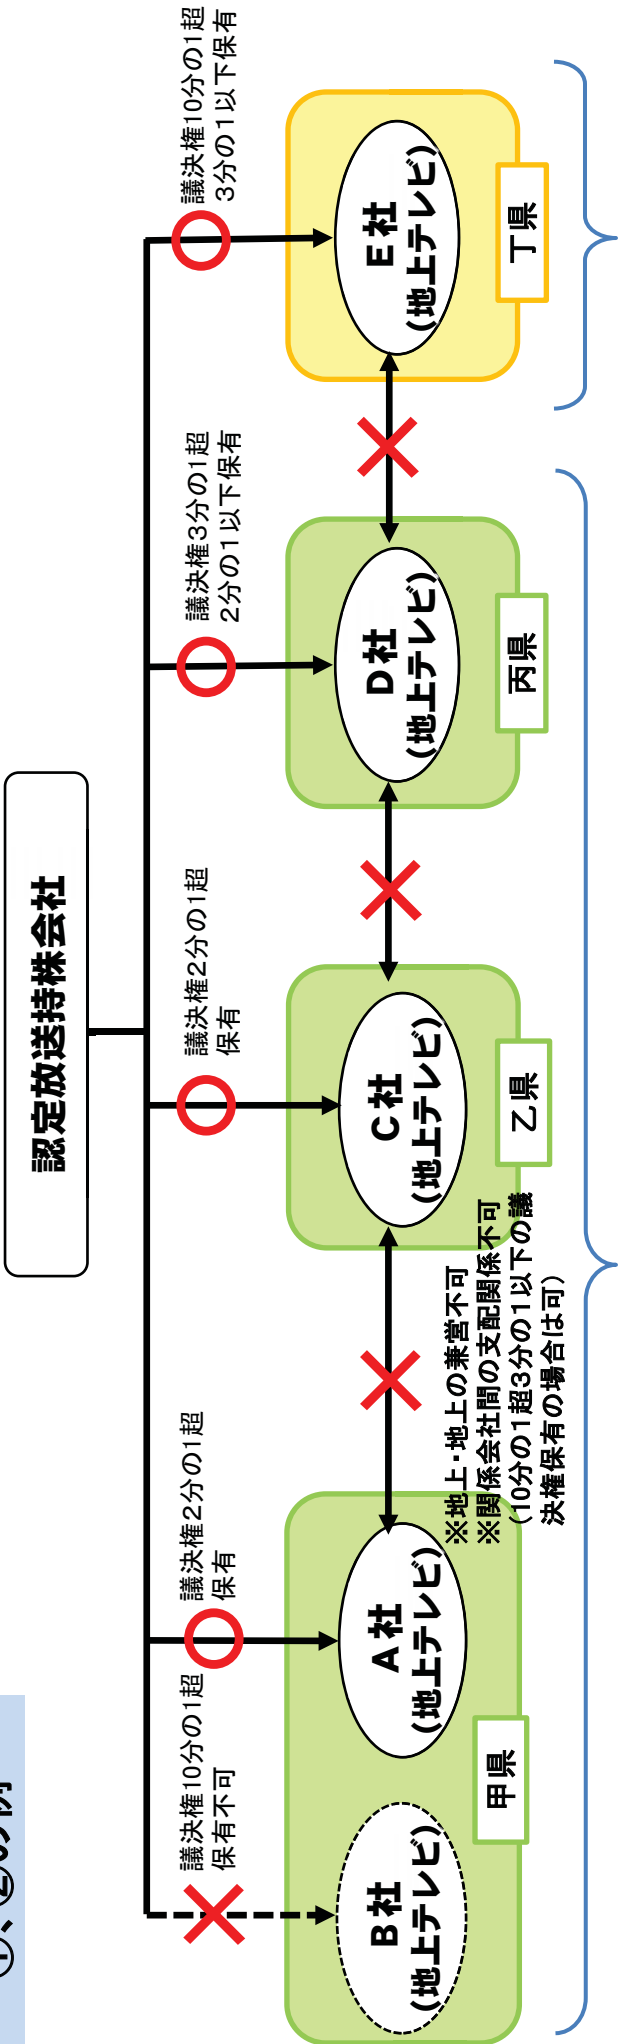 ①、②の例
認定放送持株会社
議決権10分の1超
保有不可
議決権2分の1超
保有
議決権2分の1超
保有
議決権3分の1超
2分の1以下保有
議決権10分の1超
3分の1以下保有
B社
(地上テレビ)
A社
(地上テレビ)
C社
(地上テレビ)
D社
(地上テレビ)
E社
(地上テレビ)
※地上・地上の兼営不可
※関係会社間の支配関係不可
(10分の1超3分の1以下の議
決権保有の場合は可)
甲県
乙県
丙県
丁県